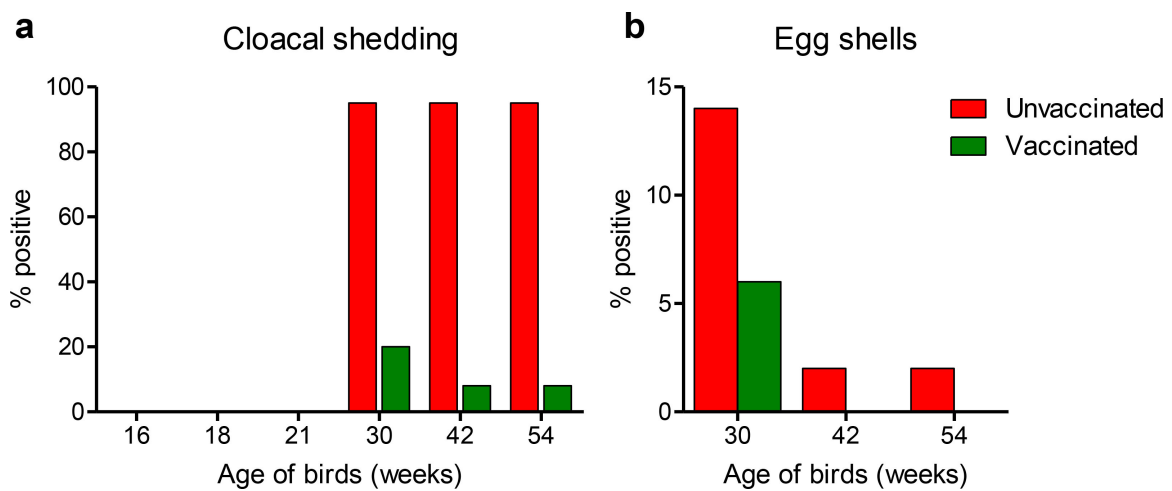 a
Cloacal shedding
% positive
100
80
60
40
20
0
16 18 21 30 42 54
Age of birds (weeks)
b
Egg shells
% positive
15
10
5
0
30 42 54
Age of birds (weeks)
Unvaccinated
Vaccinated